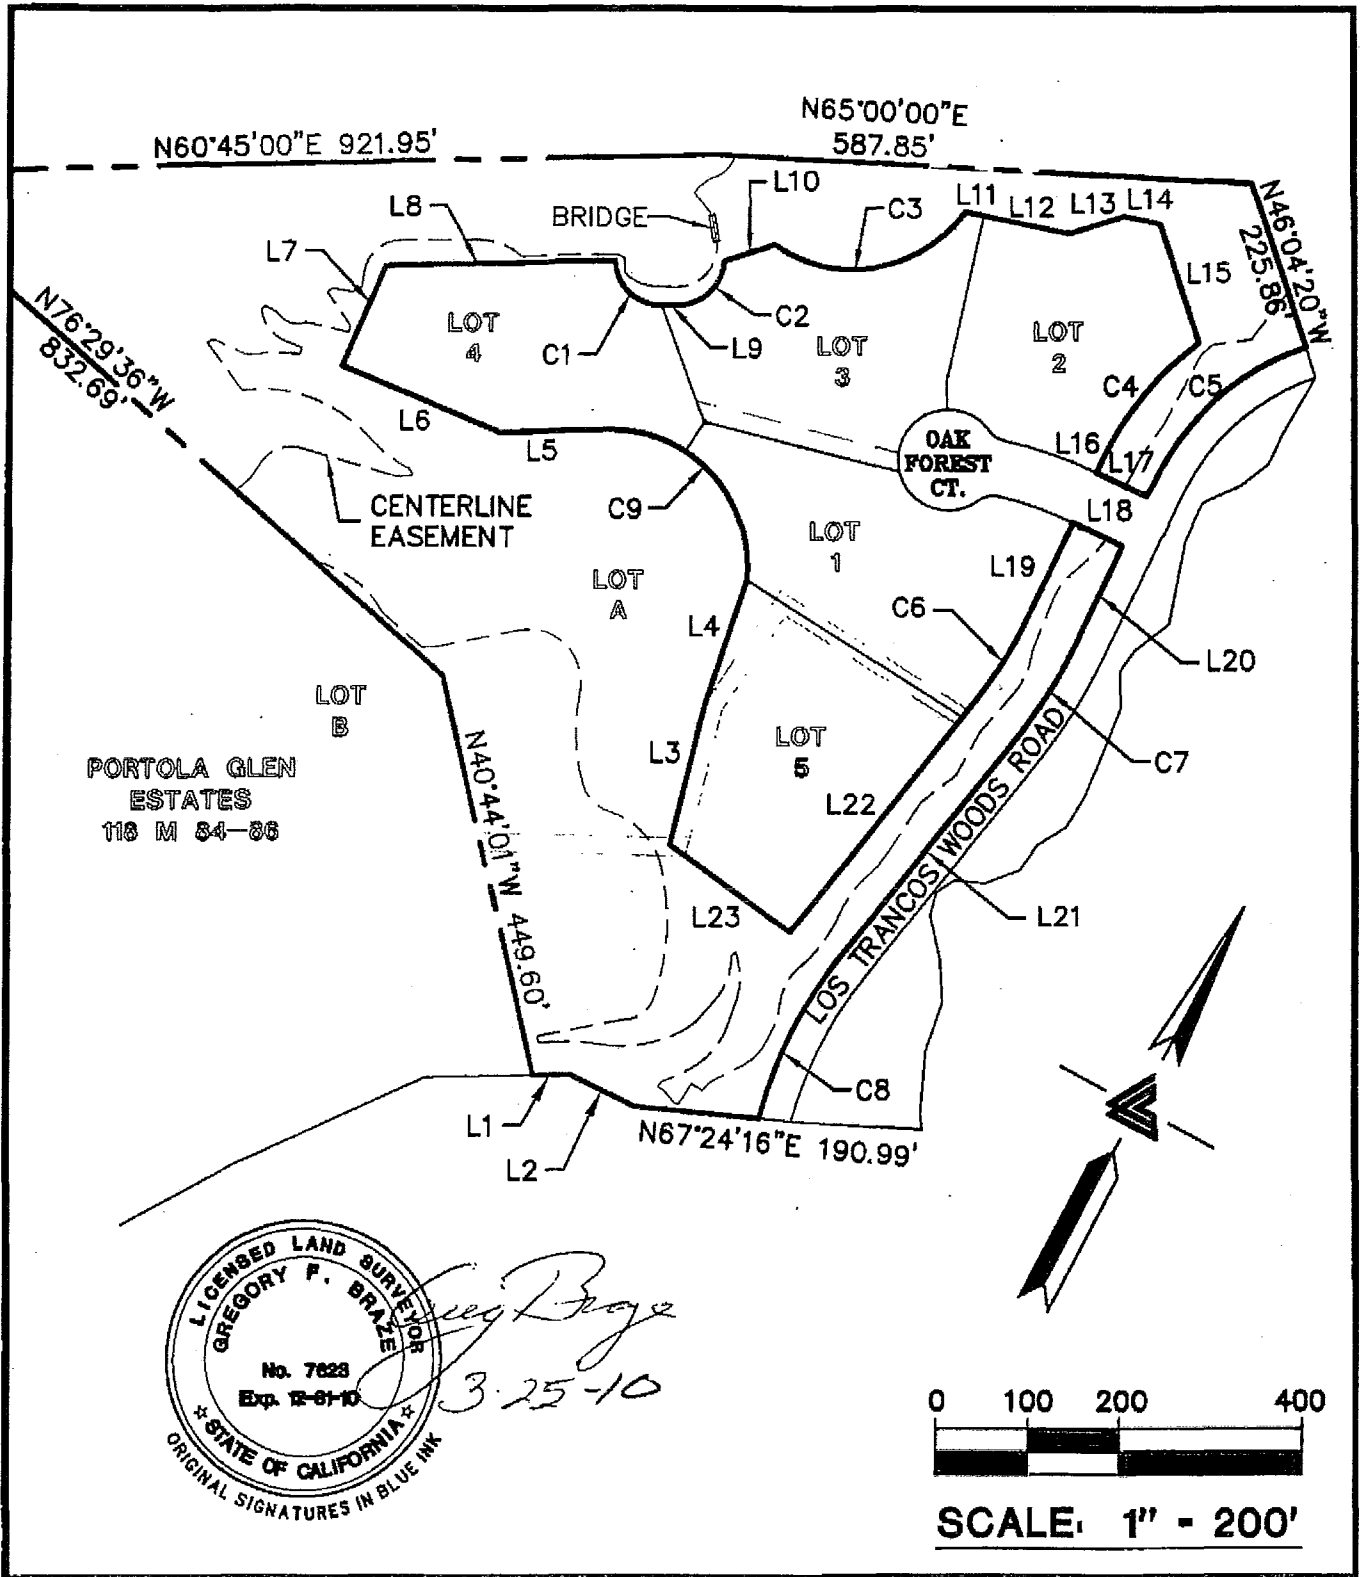 N65°00'00"E
587.85'
N60°45'00"E 921.95'
L10
L8
BRIDGE
C3
L11
L12
L13
L14
N46°04'20"W
225.86'
L7
L15
N76°29'36"W
832.69'
LOT
4
C1
L9
C2
LOT
3
LOT
2
C4
C5
L6
L5
OAK
FOREST
CT.
L16
L17
C9
CENTERLINE
EASEMENT
L18
LOT
1
L19
LOT
A
C6
L4
L20
LOT
B
L3
LOT
5
C7
N40°44'01"W 449.60'
PORTOLA GLEN
ESTATES
118 M 84-86
L22
LOS TRANCOS WOODS ROAD
L23
L21
C8
L1
N67°24'16"E 190.99'
L2
LICENSED LAND SURVEYOR
GREGORY F. BRAZE
No. 7623
Exp. 12-31-10
STATE OF CALIFORNIA
ORIGINAL SIGNATURES IN BLUE INK
Greg Braze
3-25-10
0 100 200 400
SCALE: 1" - 200'